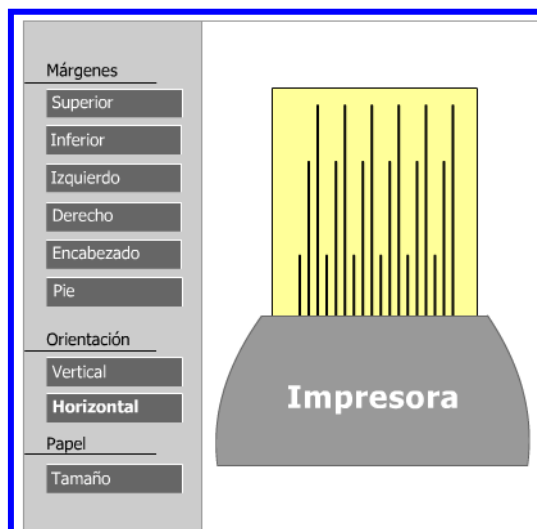 Márgenes
Superior
Inferior
Izquierdo
Derecho
Encabezado
Pie
Orientación
Vertical
Horizontal
Papel
Tamaño
Impresora